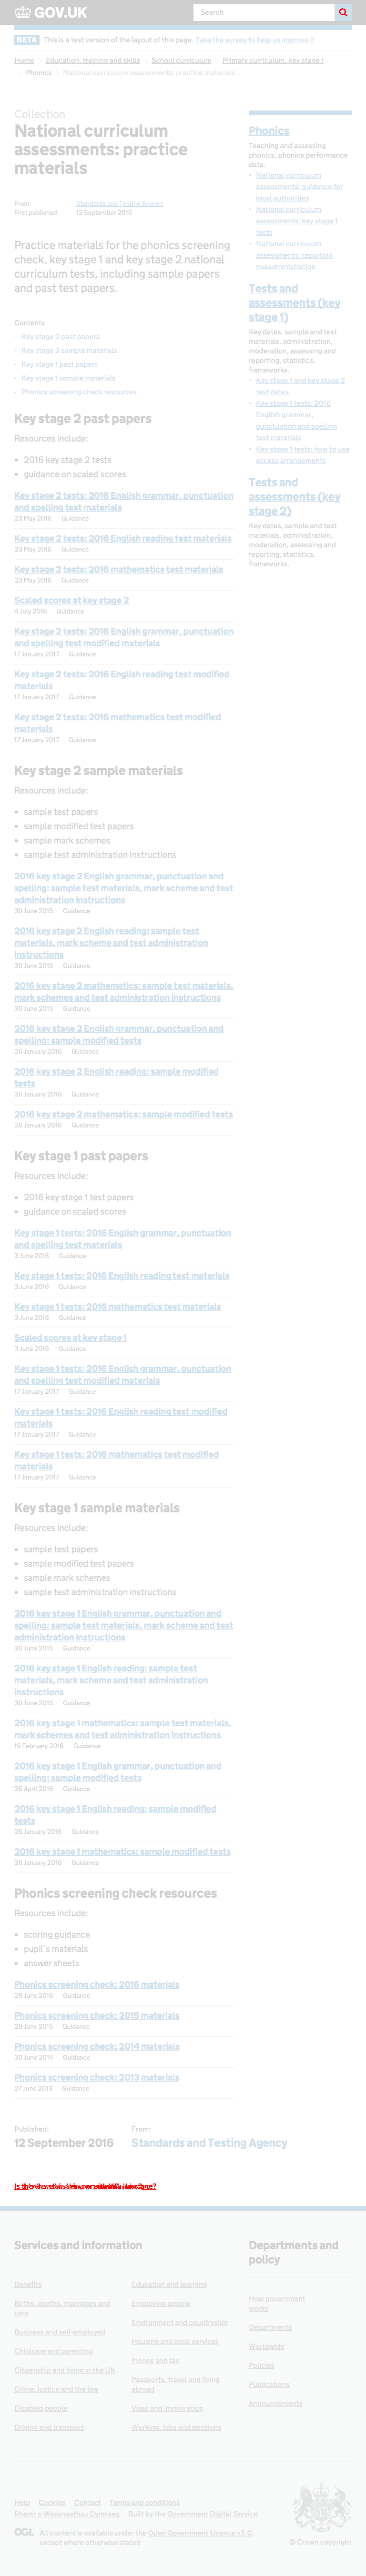 GOV.UK
Search
BETA This is a test version of the layout of this page. Take the survey to help us improve it
Home Education, training and skills School curriculum Primary curriculum, key stage 1
Phonics National curriculum assessments: practice materials
Collection
National curriculum
assessments: practice
materials
From: Standards and Testing Agency
First published: 12 September 2016
Practice materials for the phonics screening
check, key stage 1 and key stage 2 national
curriculum tests, including sample papers
and past test papers.
Contents
Key stage 2 past papers
Key stage 2 sample materials
Key stage 1 past papers
Key stage 1 sample materials
Phonics screening check resources
Key stage 2 past papers
Resources include:
• 2016 key stage 2 tests
• guidance on scaled scores
Key stage 2 tests: 2016 English grammar, punctuation
and spelling test materials
23 May 2016 Guidance
Key stage 2 tests: 2016 English reading test materials
23 May 2016 Guidance
Key stage 2 tests: 2016 mathematics test materials
23 May 2016 Guidance
Scaled scores at key stage 2
4 July 2016 Guidance
Key stage 2 tests: 2016 English grammar, punctuation
and spelling test modified materials
17 January 2017 Guidance
Key stage 2 tests: 2016 English reading test modified
materials
17 January 2017 Guidance
Key stage 2 tests: 2016 mathematics test modified
materials
17 January 2017 Guidance
Key stage 2 sample materials
Resources include:
• sample test papers
• sample modified test papers
• sample mark schemes
• sample test administration instructions
2016 key stage 2 English grammar, punctuation and
spelling: sample test materials, mark scheme and test
administration instructions
30 June 2015 Guidance
2016 key stage 2 English reading: sample test
materials, mark scheme and test administration
instructions
30 June 2015 Guidance
2016 key stage 2 mathematics: sample test materials,
mark schemes and test administration instructions
30 June 2015 Guidance
2016 key stage 2 English grammar, punctuation and
spelling: sample modified tests
26 January 2016 Guidance
2016 key stage 2 English reading: sample modified
tests
26 January 2016 Guidance
2016 key stage 2 mathematics: sample modified tests
26 January 2016 Guidance
Key stage 1 past papers
Resources include:
• 2016 key stage 1 test papers
• guidance on scaled scores
Key stage 1 tests: 2016 English grammar, punctuation
and spelling test materials
3 June 2016 Guidance
Key stage 1 tests: 2016 English reading test materials
3 June 2016 Guidance
Key stage 1 tests: 2016 mathematics test materials
3 June 2016 Guidance
Scaled scores at key stage 1
3 June 2016 Guidance
Key stage 1 tests: 2016 English grammar, punctuation
and spelling test modified materials
17 January 2017 Guidance
Key stage 1 tests: 2016 English reading test modified
materials
17 January 2017 Guidance
Key stage 1 tests: 2016 mathematics test modified
materials
17 January 2017 Guidance
Key stage 1 sample materials
Resources include:
• sample test papers
• sample modified test papers
• sample mark schemes
• sample test administration instructions
2016 key stage 1 English grammar, punctuation and
spelling: sample test materials, mark scheme and test
administration instructions
30 June 2015 Guidance
2016 key stage 1 English reading: sample test
materials, mark scheme and test administration
instructions
30 June 2015 Guidance
2016 key stage 1 mathematics: sample test materials,
mark schemes and test administration instructions
19 February 2016 Guidance
2016 key stage 1 English grammar, punctuation and
spelling: sample modified tests
26 April 2016 Guidance
2016 key stage 1 English reading: sample modified
tests
26 January 2016 Guidance
2016 key stage 1 mathematics: sample modified tests
26 January 2016 Guidance
Phonics screening check resources
Resources include:
• scoring guidance
• pupil's materials
• answer sheets
Phonics screening check: 2016 materials
28 June 2016 Guidance
Phonics screening check: 2015 materials
29 June 2015 Guidance
Phonics screening check: 2014 materials
30 June 2014 Guidance
Phonics screening check: 2013 materials
27 June 2013 Guidance
Published: From:
12 September 2016 Standards and Testing Agency
Phonics
Teaching and assessing
phonics, phonics performance
data.
• National curriculum
assessments: guidance for
local authorities
• National curriculum
assessments: key stage 1
tests
• National curriculum
assessments: reporting
maladministration
Tests and
assessments (key
stage 1)
Key dates, sample and test
materials, administration,
moderation, assessing and
reporting, statistics,
frameworks.
• Key stage 1 and key stage 2
test dates
• Key stage 1 tests: 2016
English grammar,
punctuation and spelling
test materials
• Key stage 1 tests: how to use
access arrangements
Tests and
assessments (key
stage 2)
Key dates, sample and test
materials, administration,
moderation, assessing and
reporting, statistics,
frameworks.
Services and information
Benefits
Births, deaths, marriages and
care
Business and self-employed
Childcare and parenting
Citizenship and living in the UK
Crime, justice and the law
Disabled people
Driving and transport
Education and learning
Employing people
Environment and countryside
Housing and local services
Money and tax
Passports, travel and living
abroad
Visas and immigration
Working, jobs and pensions
Departments and
policy
How government
works
Departments
Worldwide
Policies
Publications
Announcements
Help Cookies Contact Terms and conditions
Rhestr o Wasanaethau Cymraeg Built by the Government Digital Service
OGL All content is available under the Open Government Licence v3.0,
except where otherwise stated
© Crown copyright